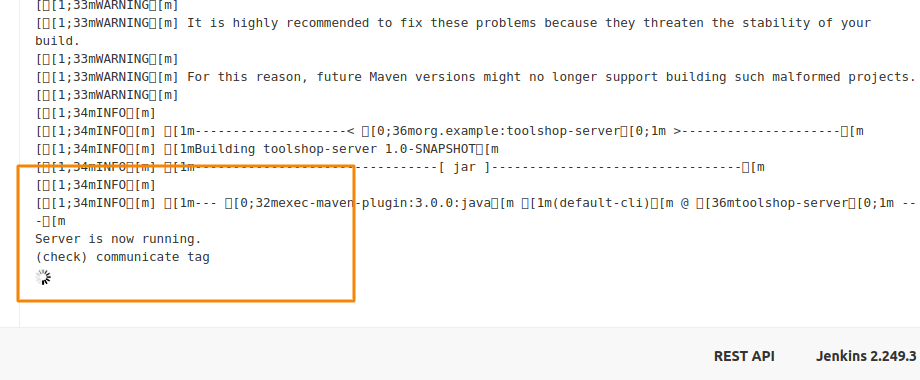 [□[1;33mWARNING□[m]
[□[1;33mWARNING□[m] It is highly recommended to fix these problems because they threaten the stability of your
build.
[□[1;33mWARNING□[m]
[□[1;33mWARNING□[m] For this reason, future Maven versions might no longer support building such malformed projects.
[□[1;33mWARNING□[m]
[□[1;34mINFO□[m]
[□[1;34mINFO□[m] □[1m--------------------< □[0;36morg.example:toolshop-server□[0;1m >---------------------□[m
[□[1;34mINFO□[m] □[1mBuilding toolshop-server 1.0-SNAPSHOT□[m
[□[1;34mINFO□[m] □[1m--------------------------------[ jar ]---------------------------------□[m
[□[1;34mINFO□[m]
[□[1;34mINFO□[m] □[1m--- □[0;32mexec-maven-plugin:3.0.0:java□[m □[1m(default-cli)□[m @ □[36mtoolshop-server□[0;1m --
-□[m
Server is now running.
(check) communicate tag
REST API Jenkins 2.249.3